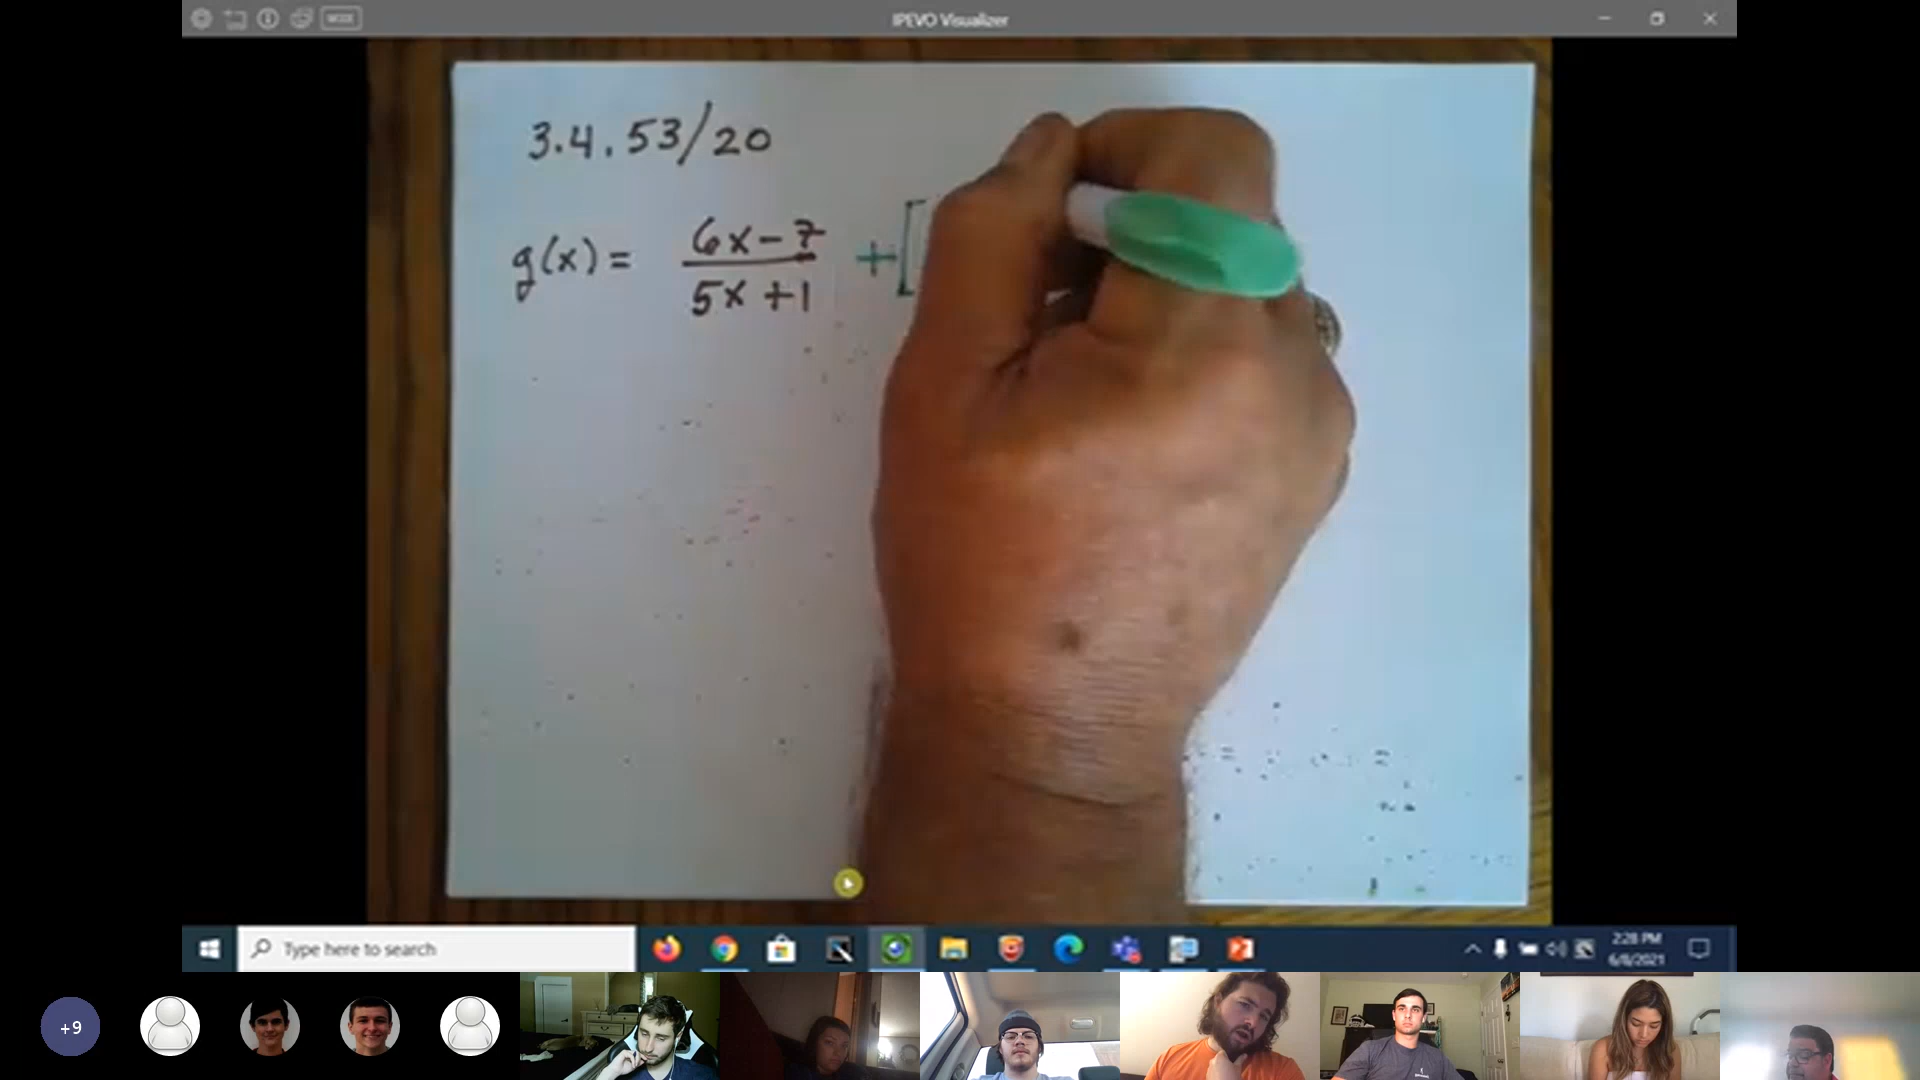 MODE
IPEVO Visualizer
3.4.53/20
g(x) = 6x-7 +[
5x+1
Type here to search
2:28 PM
6/8/2021
+9